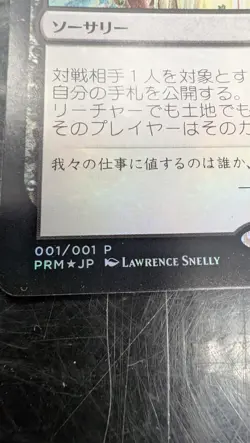 ソーサリー
対戦相手１人を対象とす
自分の手札を公開する。
リーチャーでも土地でも
そのプレイヤーはそのカ
我々の仕事に値するのは誰か、
001/001 P
PRM★JP Lawrence Snelly